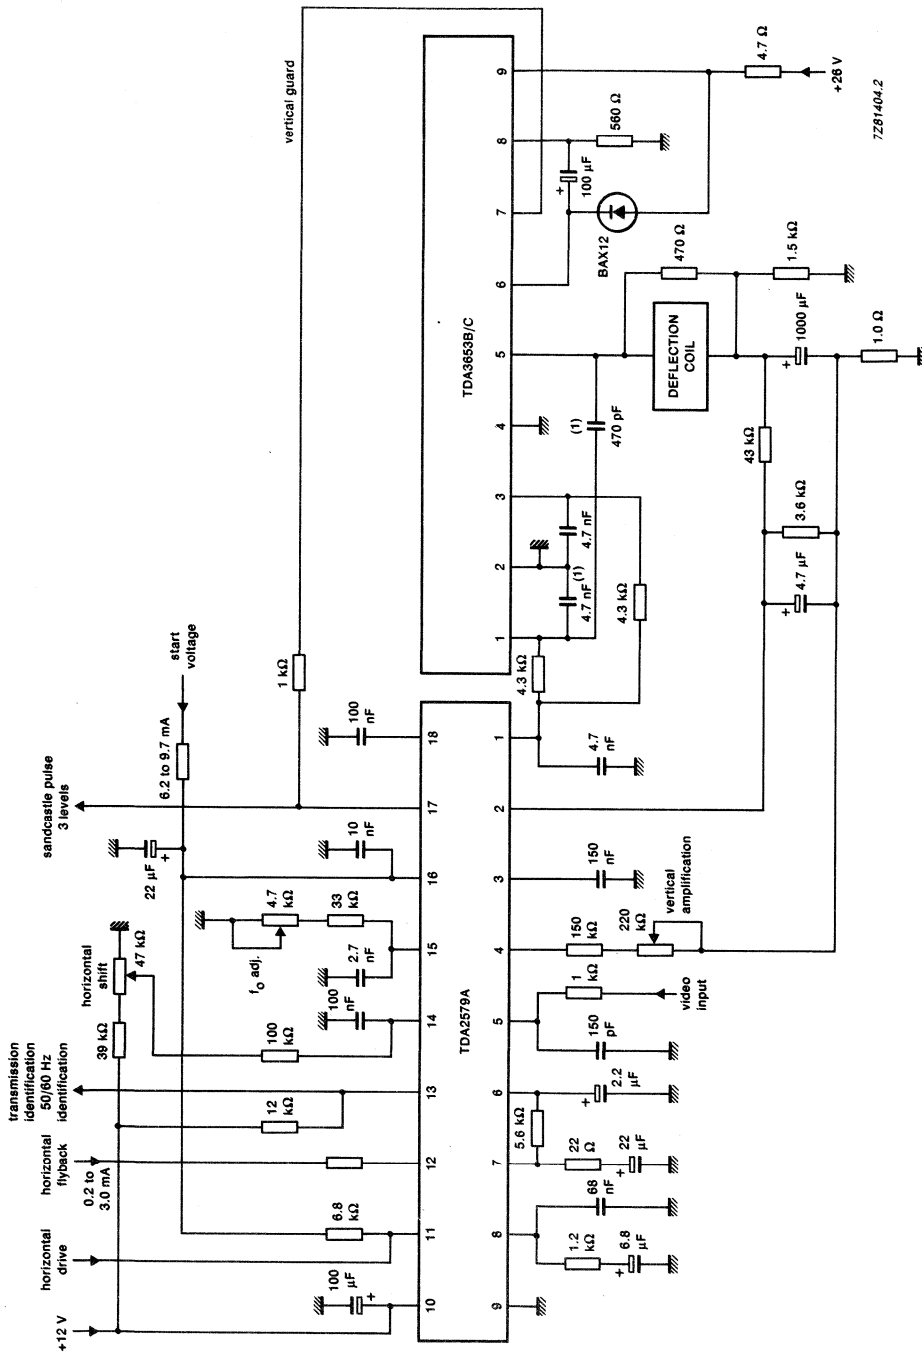 vertical guard
1 kΩ
start
voltage
6.2 to 9.7 mA
sandcastle pulse
3 levels
22 μF
+
horizontal
shift
47 kΩ
39 kΩ
transmission
identification
50/60 Hz
identification
horizontal
flyback
0.2 to
3.0 mA
horizontal
drive
+12 V
100
μF
+
6.8
kΩ
12
kΩ
100
kΩ
100
nF
2.7
nF
fo adj.
4.7
kΩ
33
kΩ
10
nF
100
nF
10
11
12
13
14
15
16
17
18
TDA2579A
9
8
7
6
5
4
3
2
1
1.2
kΩ
6.8
μF
+
68
nF
22
Ω
22
μF
+
5.6 kΩ
2.2
μF
+
150
pF
1
kΩ
video
input
150
kΩ
220
kΩ
vertical
amplification
150
nF
4.7
nF
4.3 kΩ
TDA3653B/C
1
2
3
4
5
6
7
8
9
4.7 nF (1)
4.7 nF
4.3 kΩ
(1)
470 pF
DEFLECTION
COIL
470 Ω
1.5 kΩ
1000 μF
+
1.0 Ω
43 kΩ
3.6 kΩ
4.7 μF
+
BAX12
100 μF
+
560 Ω
4.7 Ω
+26 V
7Z81404.2